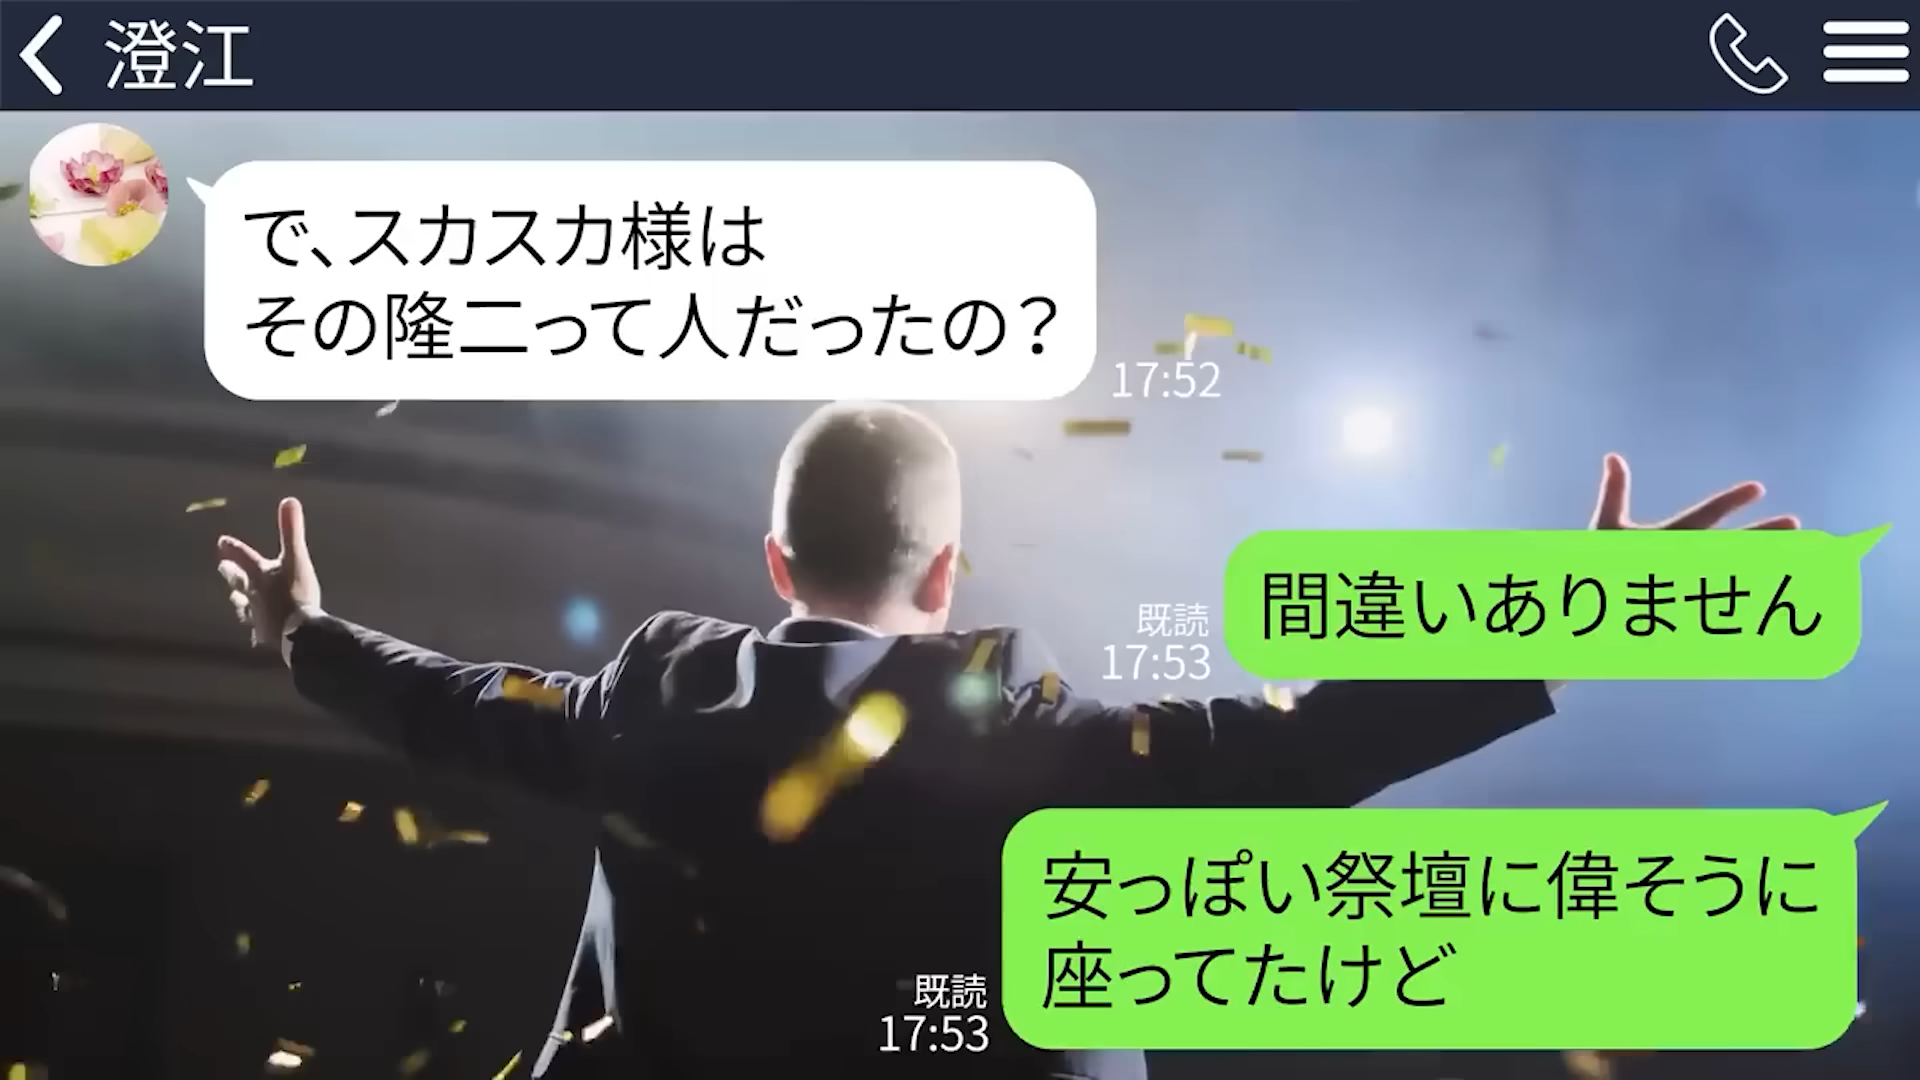 澄江
で、スカスカ様は
その隆二って人だったの？
17:52
間違いありません
既読
17:53
安っぽい祭壇に偉そうに
座ってたけど
既読
17:53